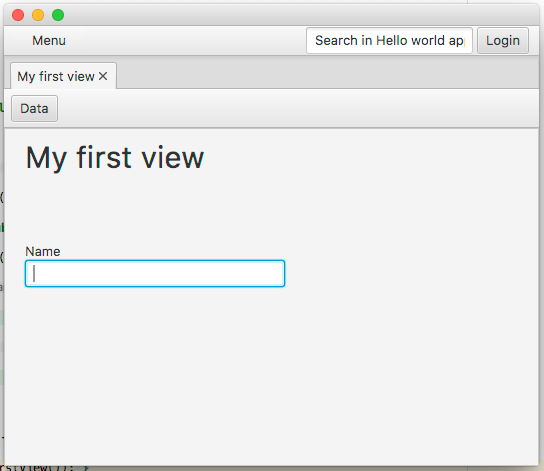 Menu
Search in Hello world ap
Login
My first view
Data
My first view
Name